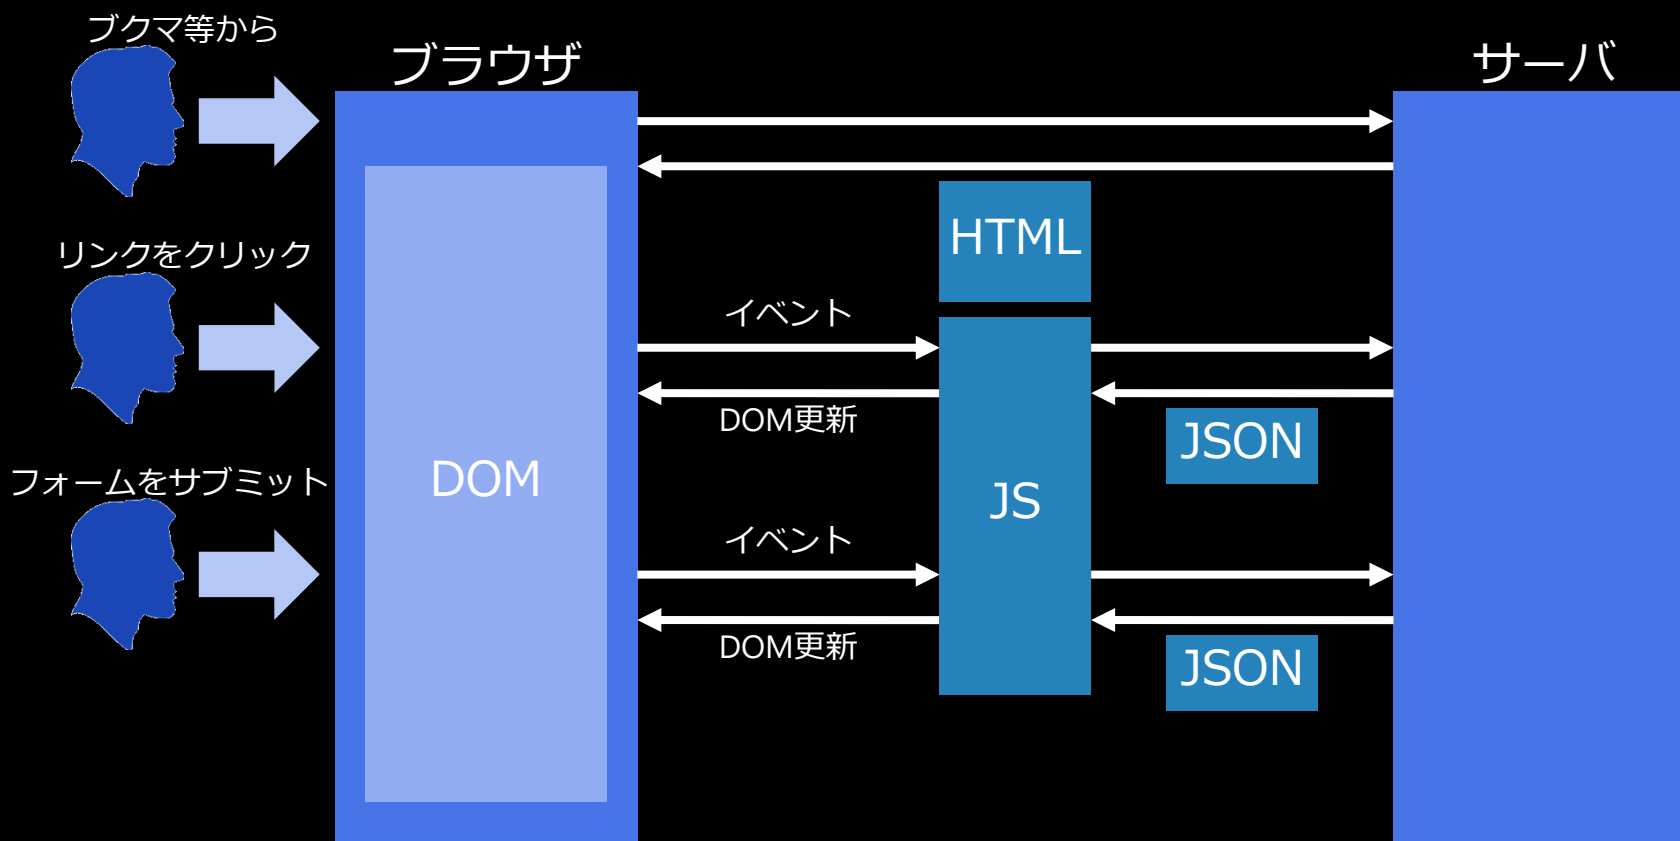 ブクマ等から
ブラウザ
サーバ
HTML
リンクをクリック
イベント
DOM更新
JSON
フォームをサブミット
DOM
JS
イベント
DOM更新
JSON